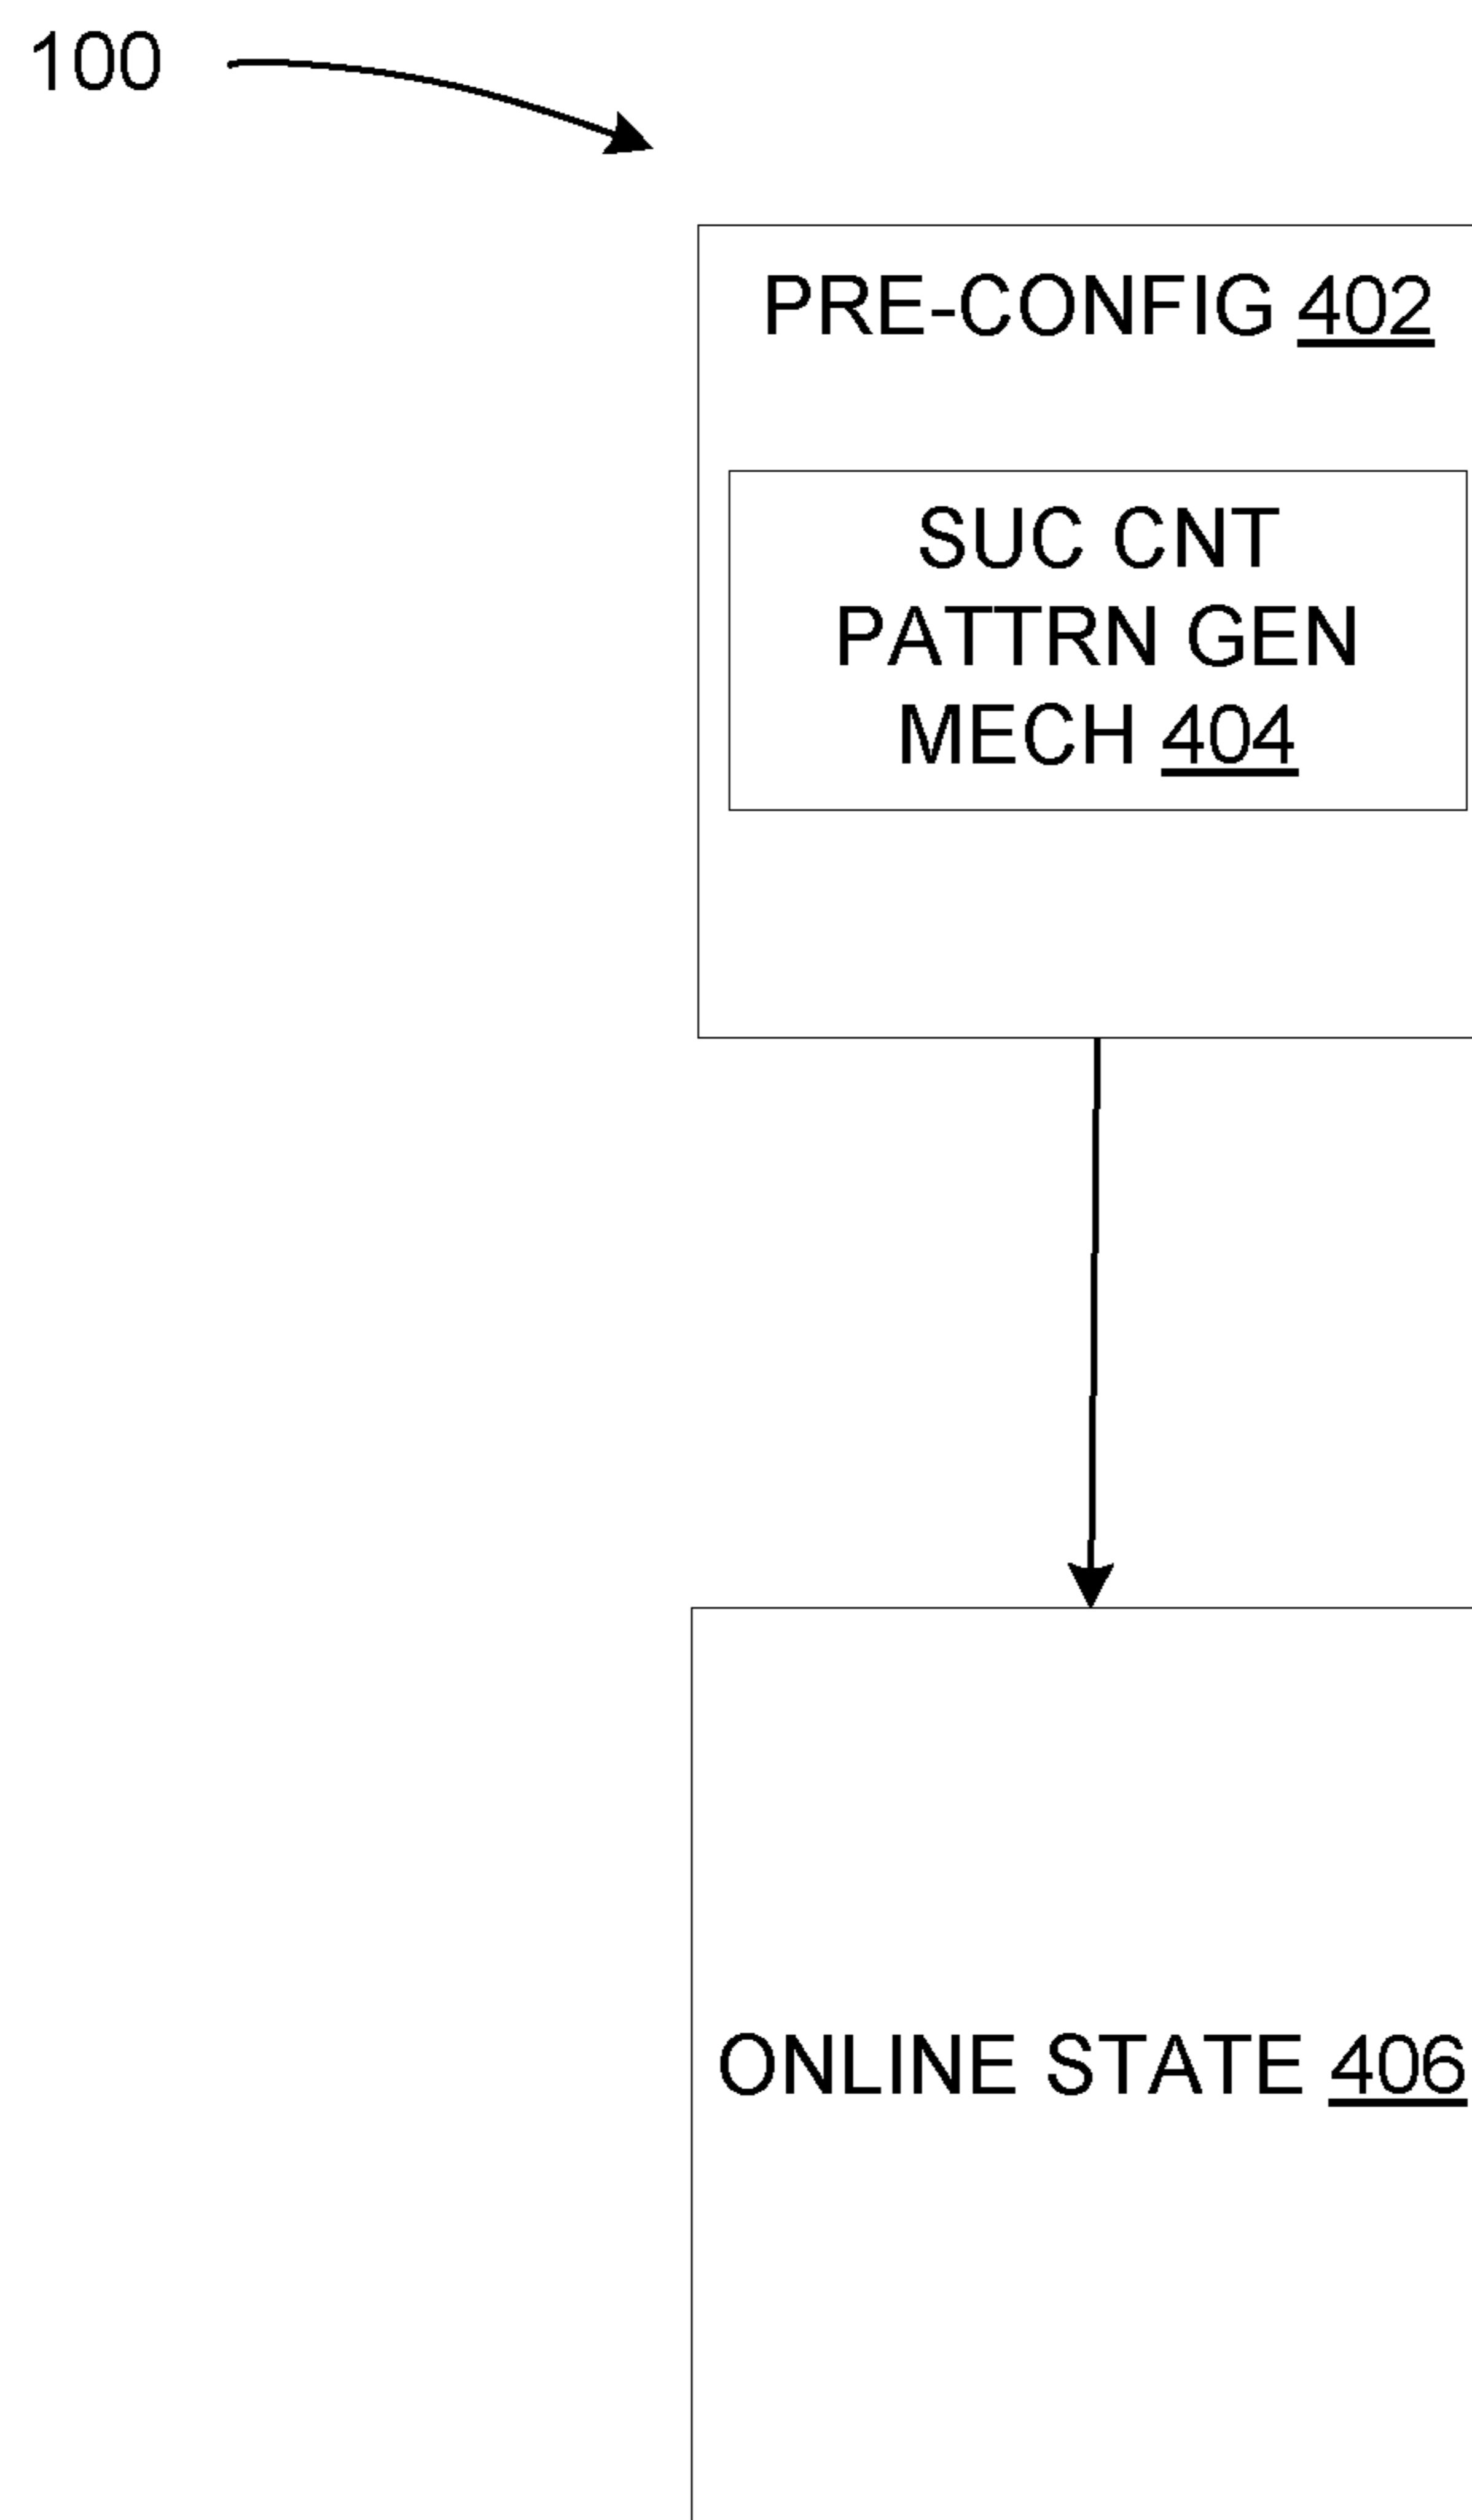 100
PRE-CONFIG 402
SUC CNT
PATTRN GEN
MECH 404
ONLINE STATE 406